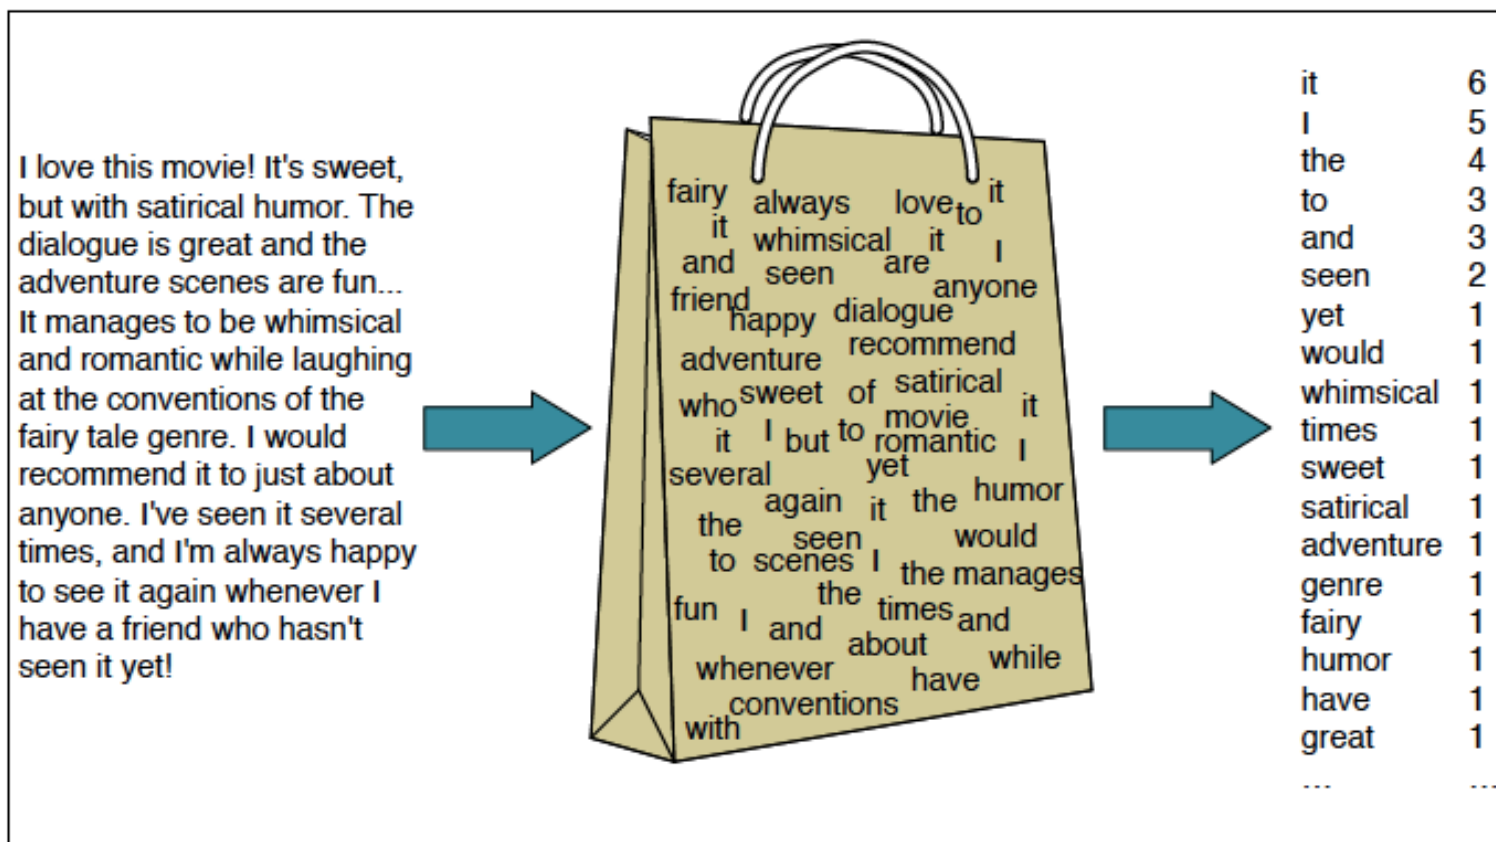 I love this movie! It's sweet,
but with satirical humor. The
dialogue is great and the
adventure scenes are fun...
It manages to be whimsical
and romantic while laughing
at the conventions of the
fairy tale genre. I would
recommend it to just about
anyone. I've seen it several
times, and I'm always happy
to see it again whenever I
have a friend who hasn't
seen it yet!
fairy always love to it
it whimsical it I
and seen are anyone
friend happy dialogue
adventure recommend
who sweet of satirical
it I but to movie it
romantic I
several yet
again it the humor
the seen would
to scenes I the manages
the
fun I and times and
about
whenever have while
conventions
with
it 6
I 5
the 4
to 3
and 3
seen 2
yet 1
would 1
whimsical 1
times 1
sweet 1
satirical 1
adventure 1
genre 1
fairy 1
humor 1
have 1
great 1
... ...